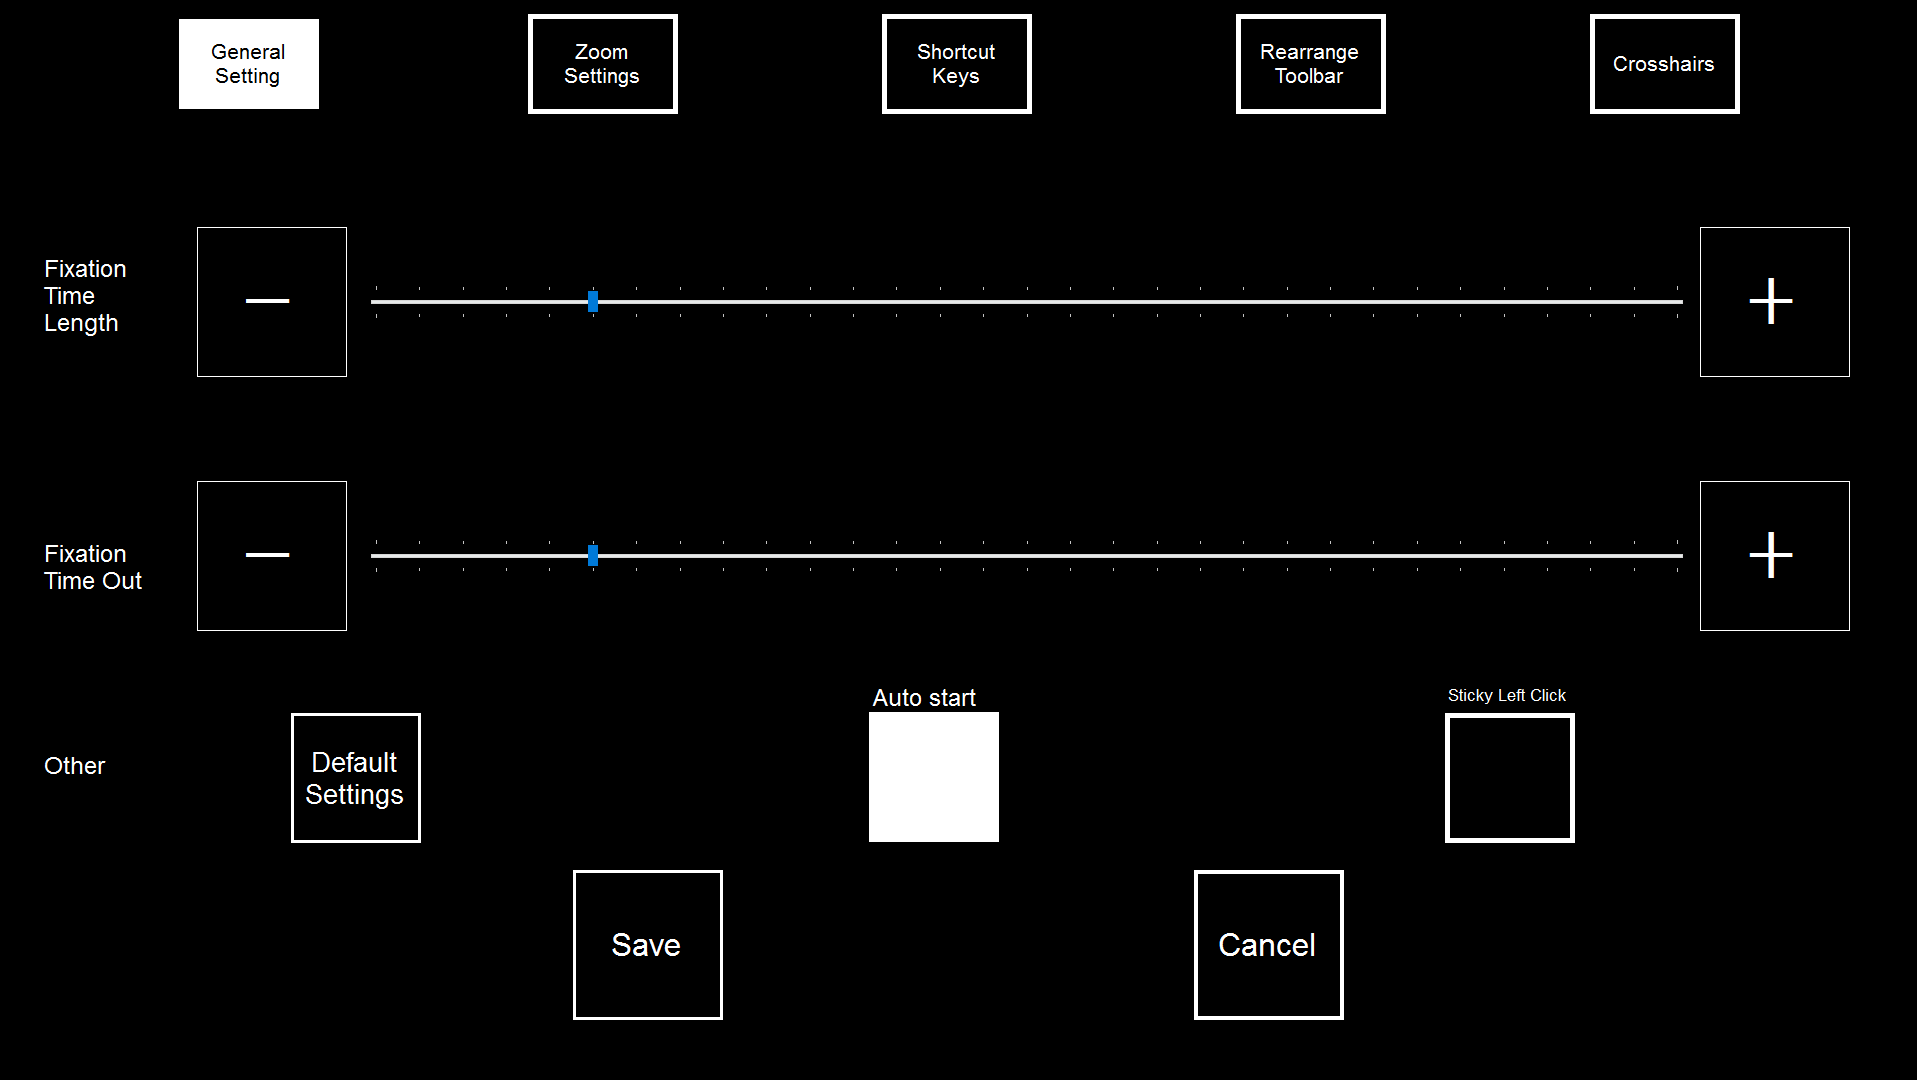 General
Setting
Zoom
Settings
Shortcut
Keys
Rearrange
Toolbar
Crosshairs
Fixation
Time
Length
Fixation
Time Out
Auto start
Sticky Left Click
Other
Default
Settings
Save
Cancel